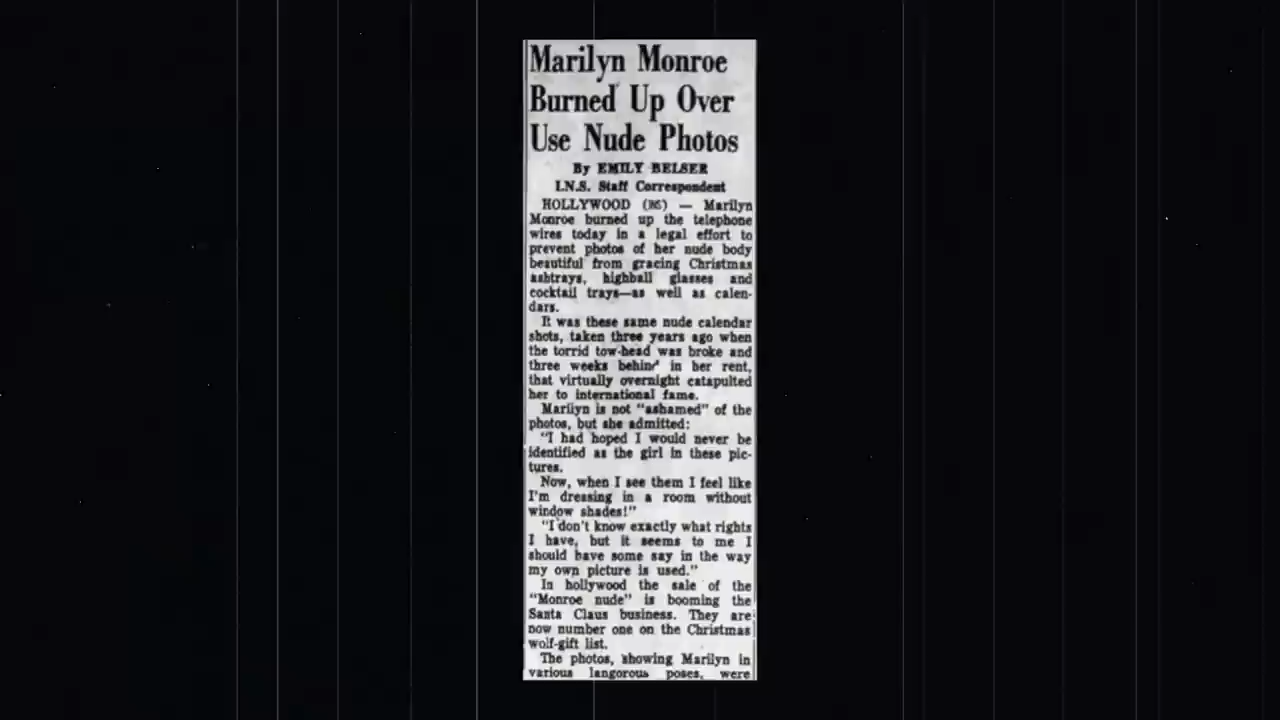 Marilyn Monroe
Burned Up Over
Use Nude Photos
By EMILY BELSER
I.N.S. Staff Correspondent
HOLLYWOOD (INS) — Marilyn
Monroe burned up the telephone
wires today in a legal effort to
prevent photos of her nude body
beautiful from gracing Christmas
ashtrays, highball glasses and
cocktail trays—as well as calen-
dars.
It was these same nude calendar
shots, taken three years ago when
the torrid tow-head was broke and
three weeks behind in her rent,
that virtually overnight catapulted
her to international fame.
Marilyn is not "ashamed" of the
photos, but she admitted:
"I had hoped I would never be
identified as the girl in these pic-
tures.
Now, when I see them I feel like
I'm dressing in a room without
window shades!"
"I don't know exactly what rights
I have, but it seems to me I
should have some say in the way
my own picture is used."
In hollywood the sale of the
"Monroe nude" is booming the
Santa Claus business. They are
now number one on the Christmas
wolf-gift list.
The photos, showing Marilyn in
various langorous poses, were